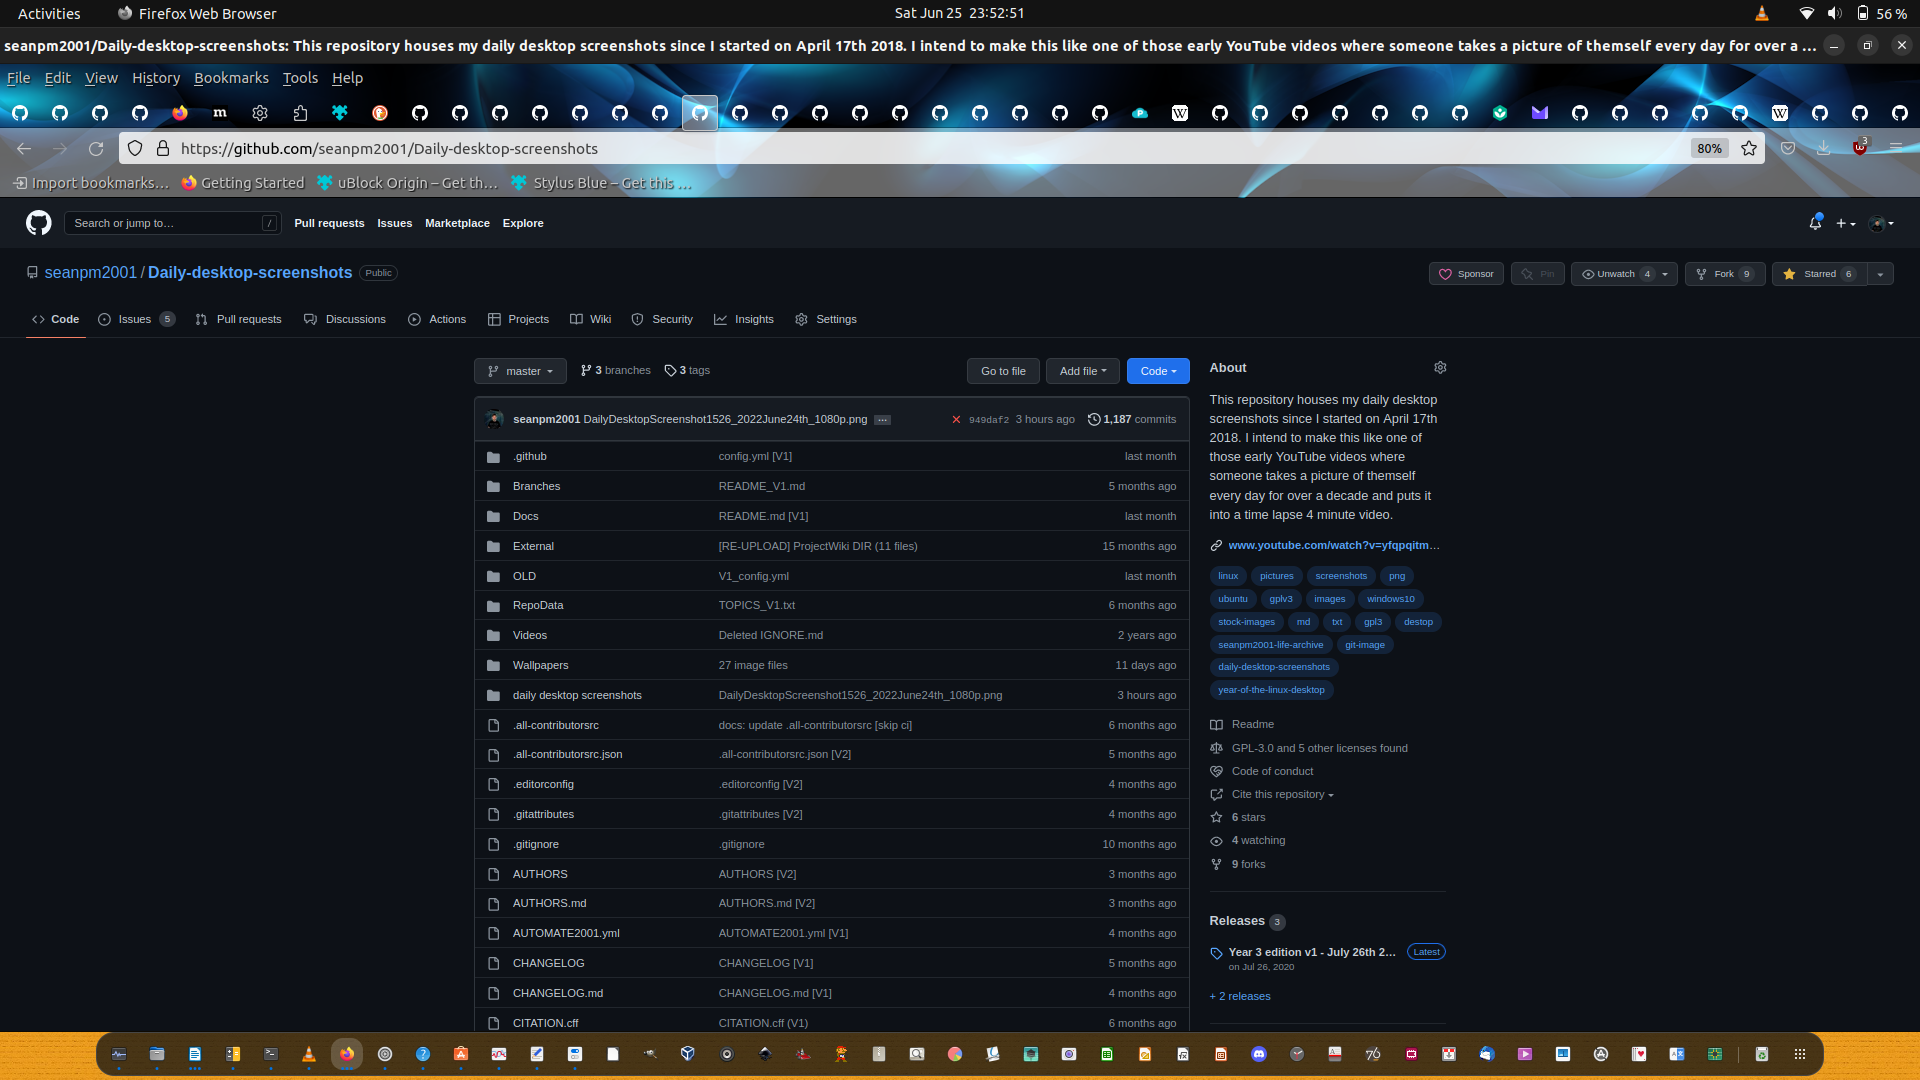 Activities Firefox Web Browser Sat Jun 25 23:52:51 56 %
seanpm2001/Daily-desktop-screenshots: This repository houses my daily desktop screenshots since I started on April 17th 2018. I intend to make this like one of those early YouTube videos where someone takes a picture of themself every day for over a …
File Edit View History Bookmarks Tools Help
https://github.com/seanpm2001/Daily-desktop-screenshots 80% 3
Import bookmarks… Getting Started uBlock Origin – Get th… Stylus Blue – Get this …
Search or jump to… / Pull requests Issues Marketplace Explore
seanpm2001 / Daily-desktop-screenshots Public Sponsor Pin Unwatch 4 Fork 9 Starred 6
Code Issues 5 Pull requests Discussions Actions Projects Wiki Security Insights Settings
master 3 branches 3 tags Go to file Add file Code
seanpm2001 DailyDesktopScreenshot1526_2022June24th_1080p.png … 949daf2 3 hours ago 1,187 commits
.github config.yml [V1] last month
Branches README_V1.md 5 months ago
Docs README.md [V1] last month
External [RE-UPLOAD] ProjectWiki DIR (11 files) 15 months ago
OLD V1_config.yml last month
RepoData TOPICS_V1.txt 6 months ago
Videos Deleted IGNORE.md 2 years ago
Wallpapers 27 image files 11 days ago
daily desktop screenshots DailyDesktopScreenshot1526_2022June24th_1080p.png 3 hours ago
.all-contributorsrc docs: update .all-contributorsrc [skip ci] 6 months ago
.all-contributorsrc.json .all-contributorsrc.json [V2] 5 months ago
.editorconfig .editorconfig [V2] 4 months ago
.gitattributes .gitattributes [V2] 4 months ago
.gitignore .gitignore 10 months ago
AUTHORS AUTHORS [V2] 3 months ago
AUTHORS.md AUTHORS.md [V2] 3 months ago
AUTOMATE2001.yml AUTOMATE2001.yml [V1] 4 months ago
CHANGELOG CHANGELOG [V1] 5 months ago
CHANGELOG.md CHANGELOG.md [V1] 4 months ago
CITATION.cff CITATION.cff (V1) 6 months ago
About
This repository houses my daily desktop
screenshots since I started on April 17th
2018. I intend to make this like one of
those early YouTube videos where
someone takes a picture of themself
every day for over a decade and puts it
into a time lapse 4 minute video.
www.youtube.com/watch?v=yfqpqitm…
linux pictures screenshots png
ubuntu gplv3 images windows10
stock-images md txt gpl3 destop
seanpm2001-life-archive git-image
daily-desktop-screenshots
year-of-the-linux-desktop
Readme
GPL-3.0 and 5 other licenses found
Code of conduct
Cite this repository
6 stars
4 watching
9 forks
Releases 3
Year 3 edition v1 - July 26th 2… Latest
on Jul 26, 2020
+ 2 releases